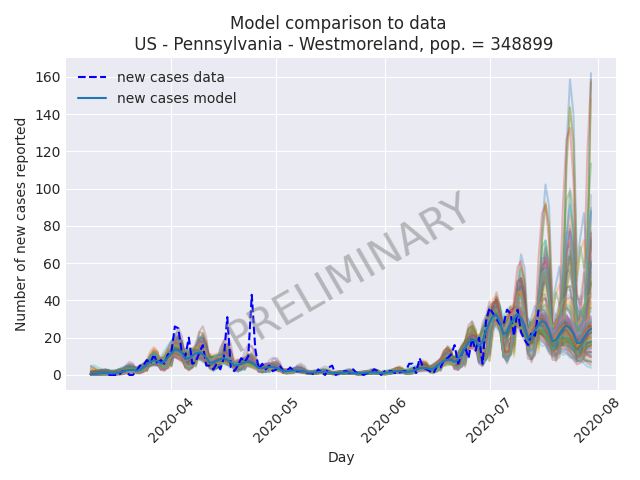 Model comparison to data
US - Pennsylvania - Westmoreland, pop. = 348899
new cases data
new cases model
160
140
120
100
80
60
40
20
0
Number of new cases reported
PRELIMINARY
2020-04
2020-05
2020-06
2020-07
2020-08
Day